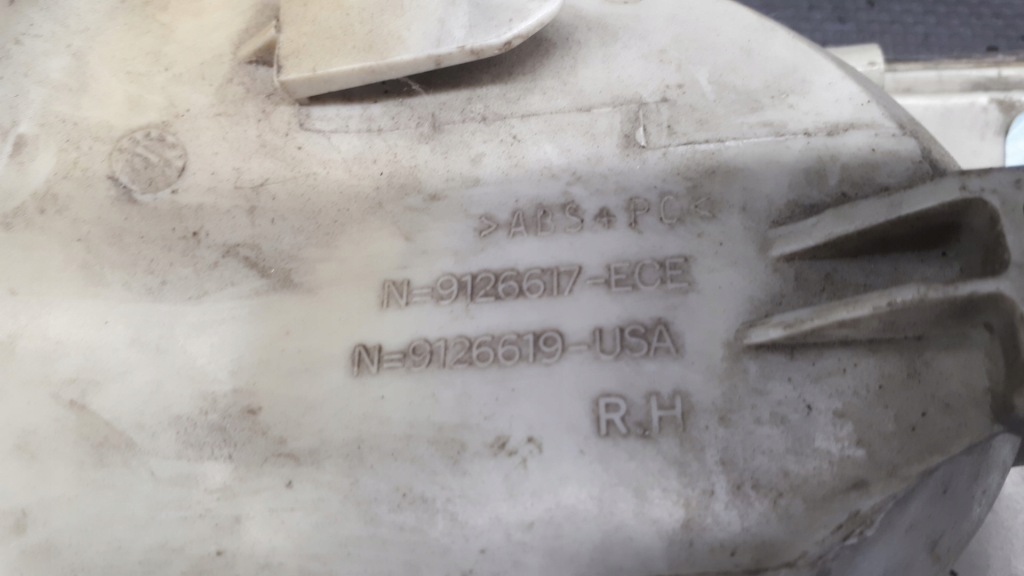 >ABS+PC<
N=9126617-ECE
N=9126619-USA
R.H